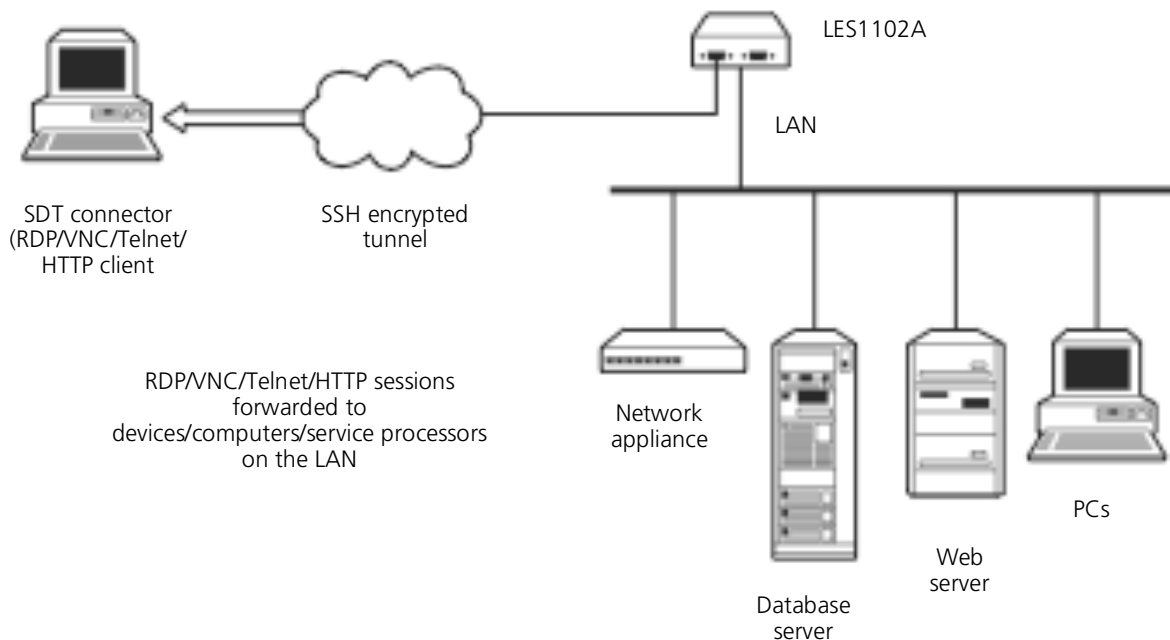 LES1102A
LAN
SDT connector
(RDP/VNC/Telnet/
HTTP client
SSH encrypted
tunnel
RDP/VNC/Telnet/HTTP sessions
forwarded to
devices/computers/service processors
on the LAN
Network
appliance
Database
server
Web
server
PCs